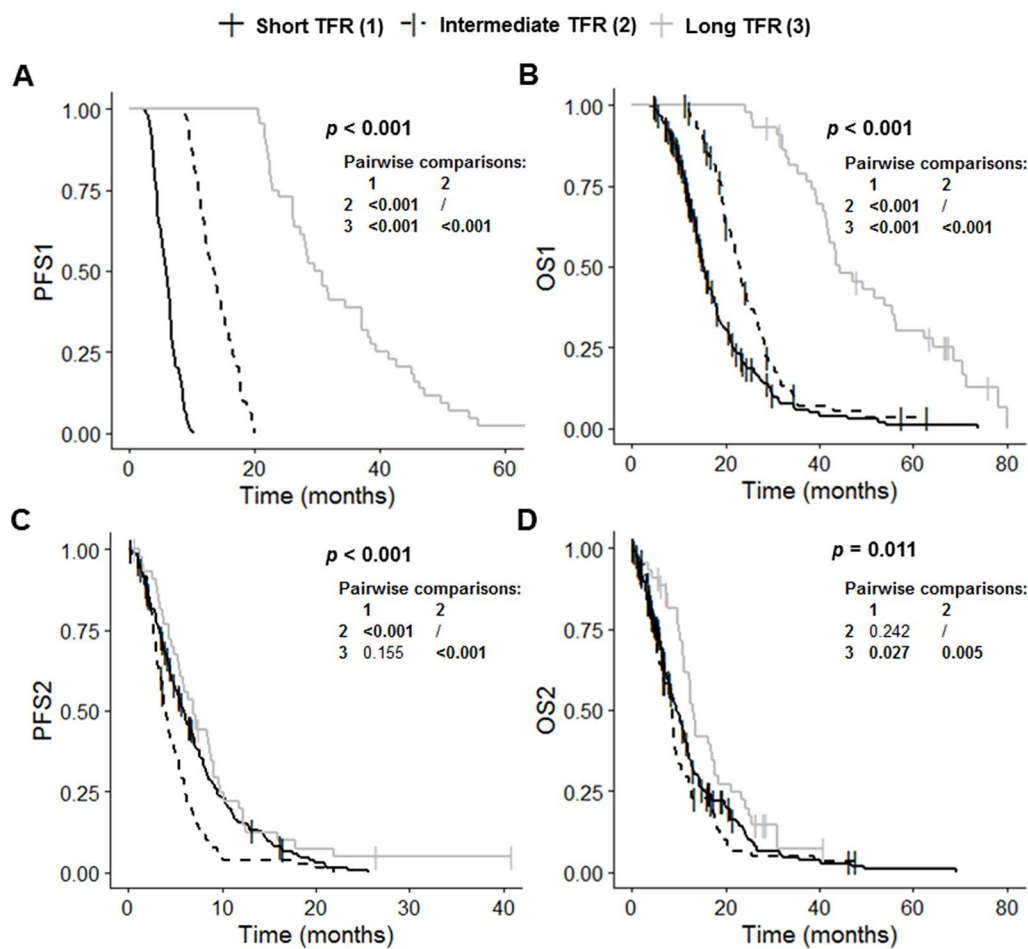 Short TFR (1) Intermediate TFR (2) Long TFR (3)
A
PFS1
1.00
0.75
0.50
0.25
0.00
p < 0.001
Pairwise comparisons:
1 2
2 <0.001 /
3 <0.001 <0.001
0 20 40 60
Time (months)
B
OS1
1.00
0.75
0.50
0.25
0.00
p < 0.001
Pairwise comparisons:
1 2
2 <0.001 /
3 <0.001 <0.001
0 20 40 60 80
Time (months)
C
PFS2
1.00
0.75
0.50
0.25
0.00
p < 0.001
Pairwise comparisons:
1 2
2 <0.001 /
3 0.155 <0.001
0 10 20 30 40
Time (months)
D
OS2
1.00
0.75
0.50
0.25
0.00
p = 0.011
Pairwise comparisons:
1 2
2 0.242 /
3 0.027 0.005
0 20 40 60 80
Time (months)